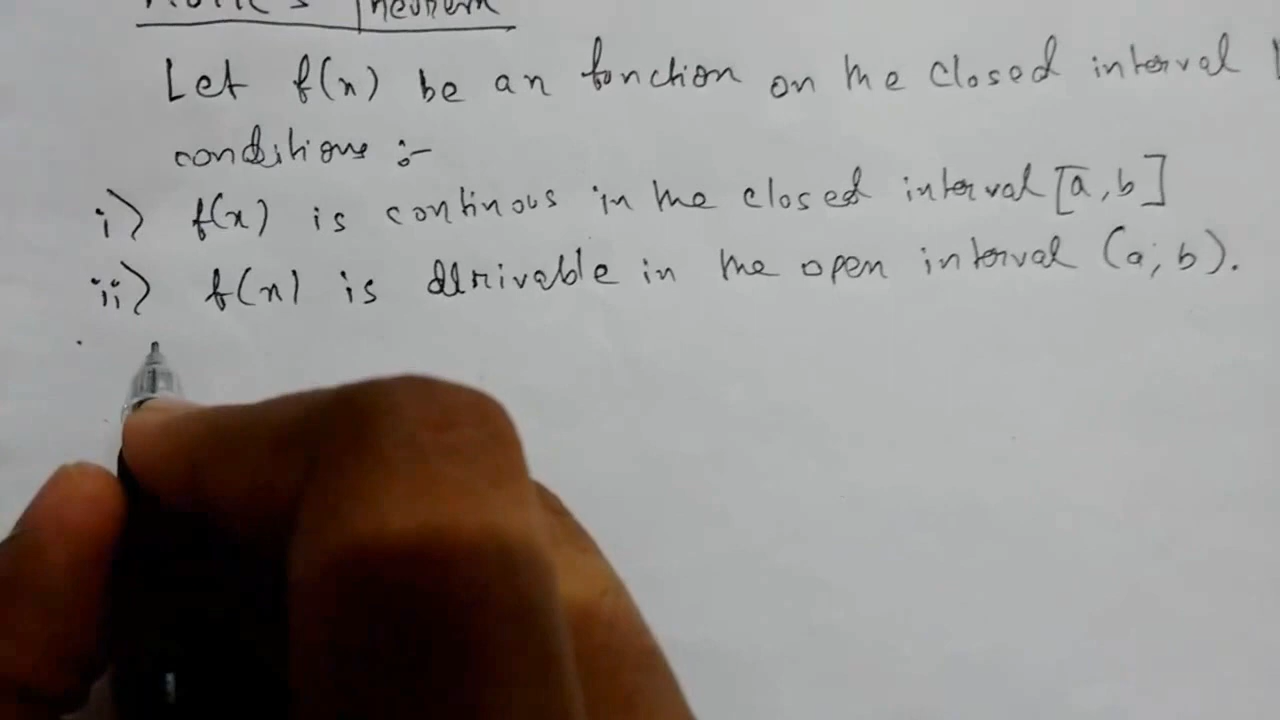 Theorem
Let f(x) be an function on the closed interval
conditions :-
i) f(x) is continous in the closed interval [a,b]
ii) f(x) is derivable in the open interval (a,b).